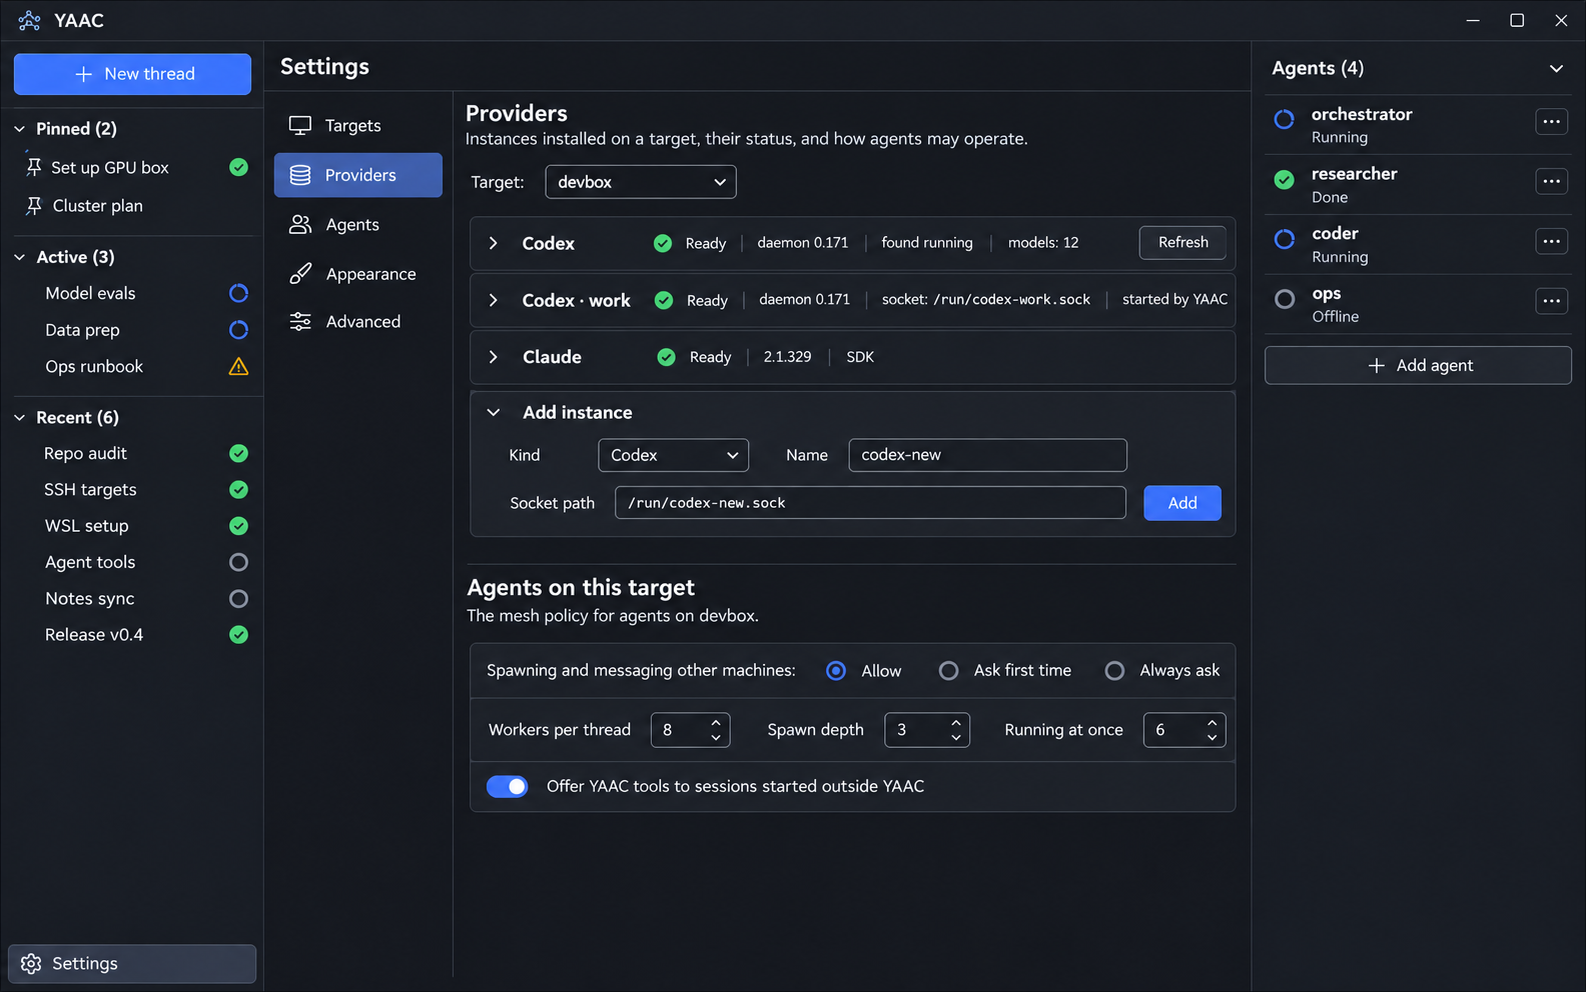 YAAC
New thread
Pinned (2)
Set up GPU box
Cluster plan
Active (3)
Model evals
Data prep
Ops runbook
Recent (6)
Repo audit
SSH targets
WSL setup
Agent tools
Notes sync
Release v0.4
Settings
Settings
Targets
Providers
Agents
Appearance
Advanced
Providers
Instances installed on a target, their status, and how agents may operate.
Target: devbox
Codex Ready daemon 0.171 found running models: 12 Refresh
Codex · work Ready daemon 0.171 socket: /run/codex-work.sock started by YAAC
Claude Ready 2.1.329 SDK
Add instance
Kind Codex Name codex-new
Socket path /run/codex-new.sock Add
Agents on this target
The mesh policy for agents on devbox.
Spawning and messaging other machines: Allow Ask first time Always ask
Workers per thread 8 Spawn depth 3 Running at once 6
Offer YAAC tools to sessions started outside YAAC
Agents (4)
orchestrator
Running
researcher
Done
coder
Running
ops
Offline
Add agent